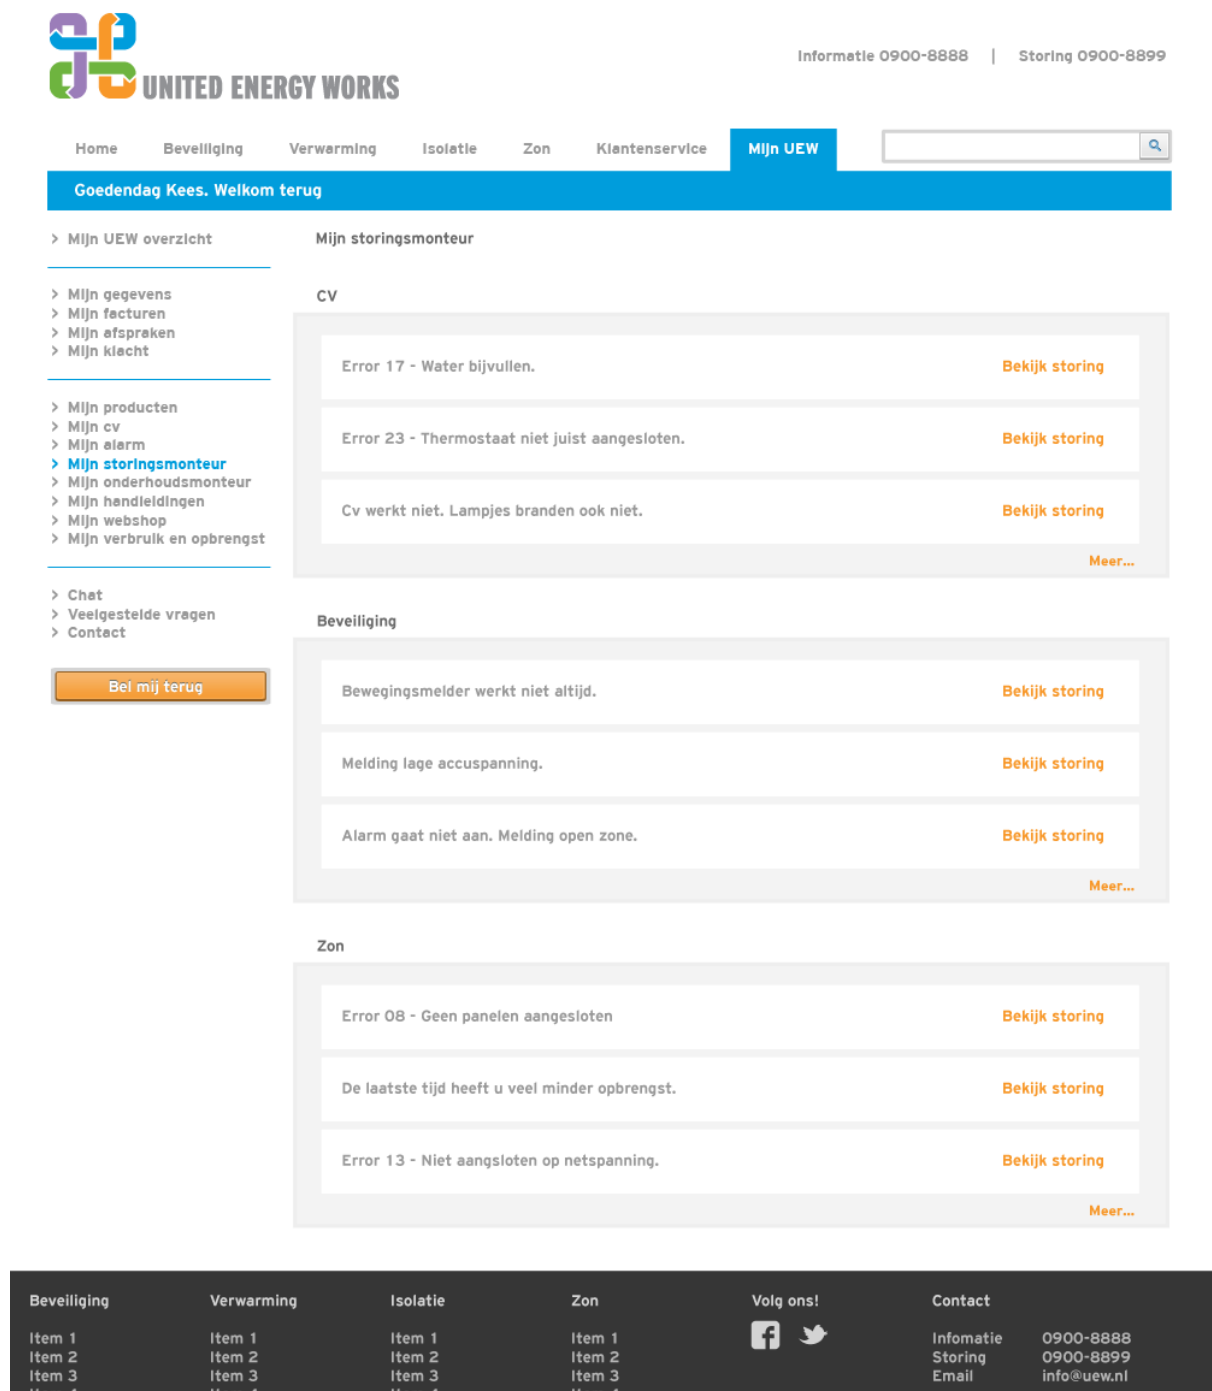 UNITED ENERGY WORKS
Informatie 0900-8888 | Storing 0900-8899
Home Beveiliging Verwarming Isolatie Zon Klantenservice Mijn UEW
Goedendag Kees. Welkom terug
> Mijn UEW overzicht
> Mijn gegevens
> Mijn facturen
> Mijn afspraken
> Mijn klacht
> Mijn producten
> Mijn cv
> Mijn alarm
> Mijn storingsmonteur
> Mijn onderhoudsmonteur
> Mijn handleidingen
> Mijn webshop
> Mijn verbruik en opbrengst
> Chat
> Veelgestelde vragen
> Contact
Bel mij terug
Mijn storingsmonteur
CV
Error 17 - Water bijvullen. Bekijk storing
Error 23 - Thermostaat niet juist aangesloten. Bekijk storing
Cv werkt niet. Lampjes branden ook niet. Bekijk storing
Meer...
Beveiliging
Bewegingsmelder werkt niet altijd. Bekijk storing
Melding lage accuspanning. Bekijk storing
Alarm gaat niet aan. Melding open zone. Bekijk storing
Meer...
Zon
Error 08 - Geen panelen aangesloten Bekijk storing
De laatste tijd heeft u veel minder opbrengst. Bekijk storing
Error 13 - Niet aangsloten op netspanning. Bekijk storing
Meer...
Beveiliging Verwarming Isolatie Zon Volg ons! Contact
Item 1 Item 1 Item 1 Item 1 Infomatie 0900-8888
Item 2 Item 2 Item 2 Item 2 Storing 0900-8899
Item 3 Item 3 Item 3 Item 3 Email info@uew.nl